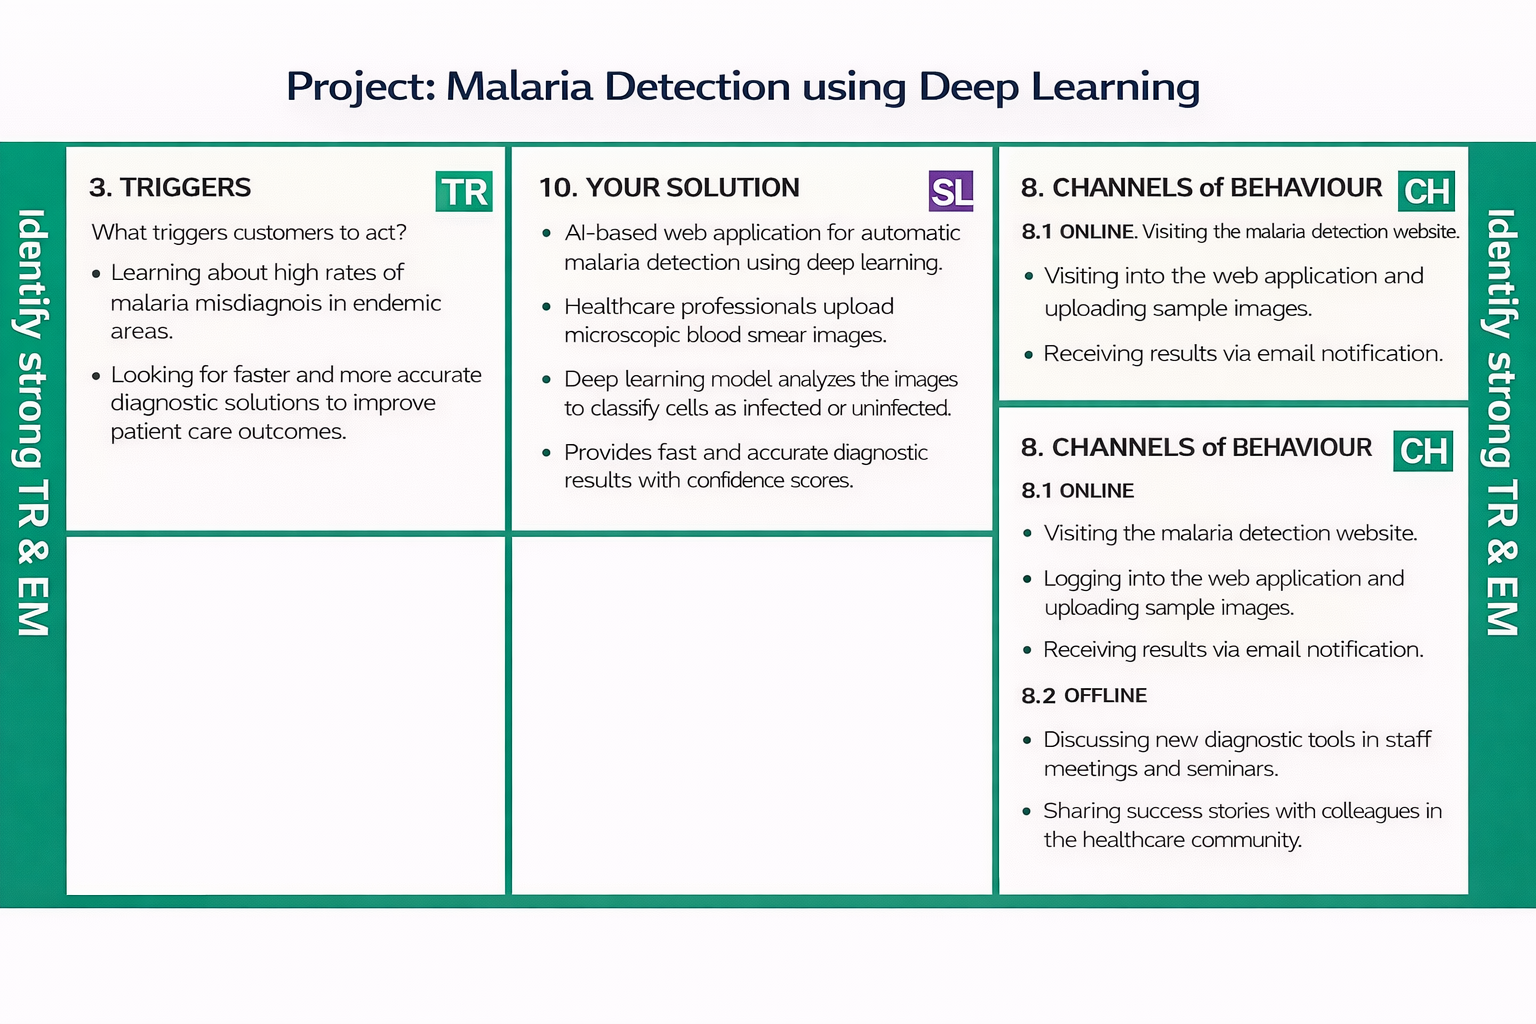 Project: Malaria Detection using Deep Learning
Identify strong TR & EM
3. TRIGGERS
TR
What triggers customers to act?
• Learning about high rates of
malaria misdiagnois in endemic
areas.
• Looking for faster and more accurate
diagnostic solutions to improve
patient care outcomes.
10. YOUR SOLUTION
SL
• AI-based web application for automatic
malaria detection using deep learning.
• Healthcare professionals upload
microscopic blood smear images.
• Deep learning model analyzes the images
to classify cells as infected or uninfected.
• Provides fast and accurate diagnostic
results with confidence scores.
8. CHANNELS of BEHAVIOUR
CH
8.1 ONLINE. Visiting the malaria detection website.
• Visiting into the web application and
uploading sample images.
• Receiving results via email notification.
8. CHANNELS of BEHAVIOUR
CH
8.1 ONLINE
• Visiting the malaria detection website.
• Logging into the web application and
uploading sample images.
• Receiving results via email notification.
8.2 OFFLINE
• Discussing new diagnostic tools in staff
meetings and seminars.
• Sharing success stories with colleagues in
the healthcare community.
Identify strong TR & EM